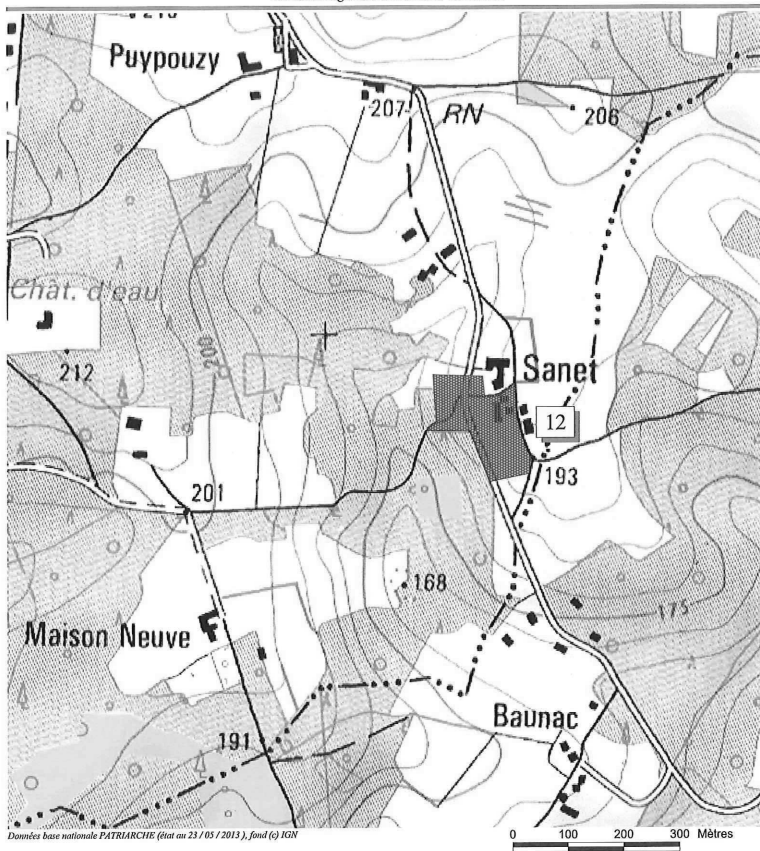 Puypouzy
207
RN
206
Chât. d'eau
212
200
Sanet
12
193
201
168
175
Maison Neuve
Baunac
191
Données base nationale PATRIARCHE (état au 23 / 05 / 2013 ), fond (c) IGN
0 100 200 300 Mètres